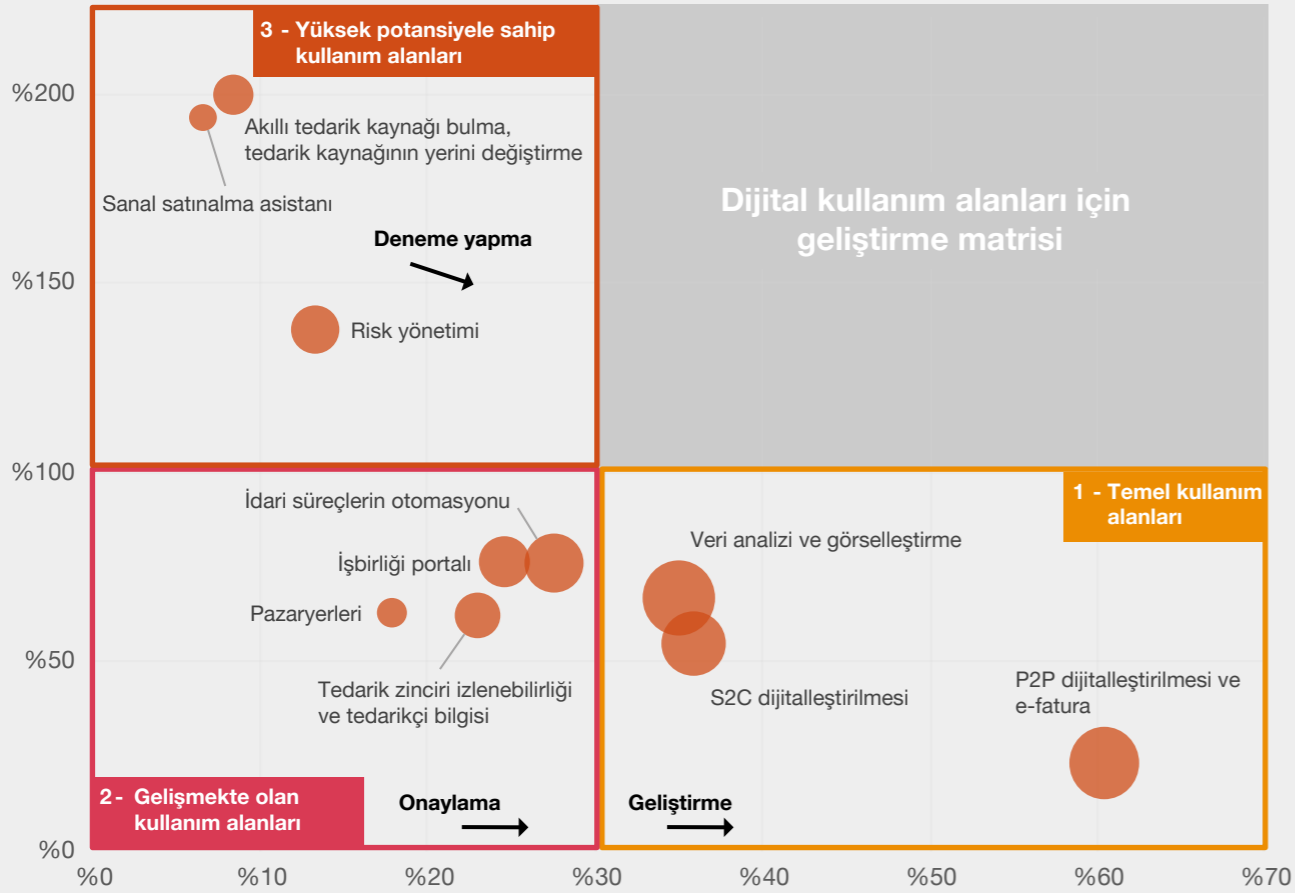 3 - Yüksek potansiyele sahip
kullanım alanları
%200
Akıllı tedarik kaynağı bulma,
tedarik kaynağının yerini değiştirme
Sanal satınalma asistanı
Deneme yapma
Dijital kullanım alanları için
geliştirme matrisi
%150
Risk yönetimi
%100
İdari süreçlerin otomasyonu
İşbirliği portalı
Pazaryerleri
Tedarik zinciri izlenebilirliği
ve tedarikçi bilgisi
1 - Temel kullanım
alanları
Veri analizi ve görselleştirme
S2C dijitalleştirilmesi
P2P dijitalleştirilmesi ve
e-fatura
%50
2 - Gelişmekte olan
kullanım alanları
Onaylama
Geliştirme
%0
%0 %10 %20 %30 %40 %50 %60 %70